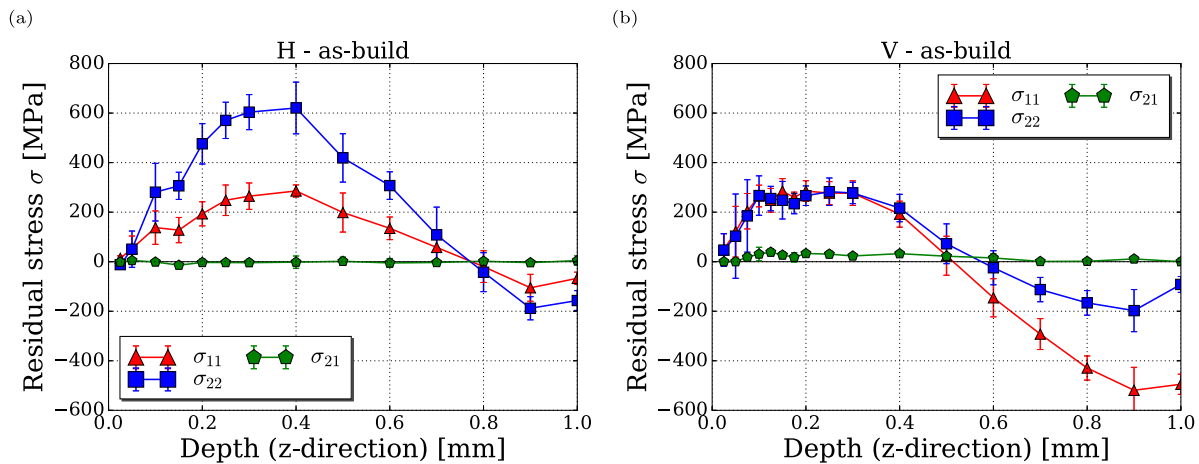 (a)
H - as-build
Residual stress σ [MPa]
800
600
400
200
0
−200
−400
−600
σ11
σ22
σ21
0.0 0.2 0.4 0.6 0.8 1.0
Depth (z-direction) [mm]
(b)
V - as-build
Residual stress σ [MPa]
800
600
400
200
0
−200
−400
−600
σ11
σ22
σ21
0.0 0.2 0.4 0.6 0.8 1.0
Depth (z-direction) [mm]